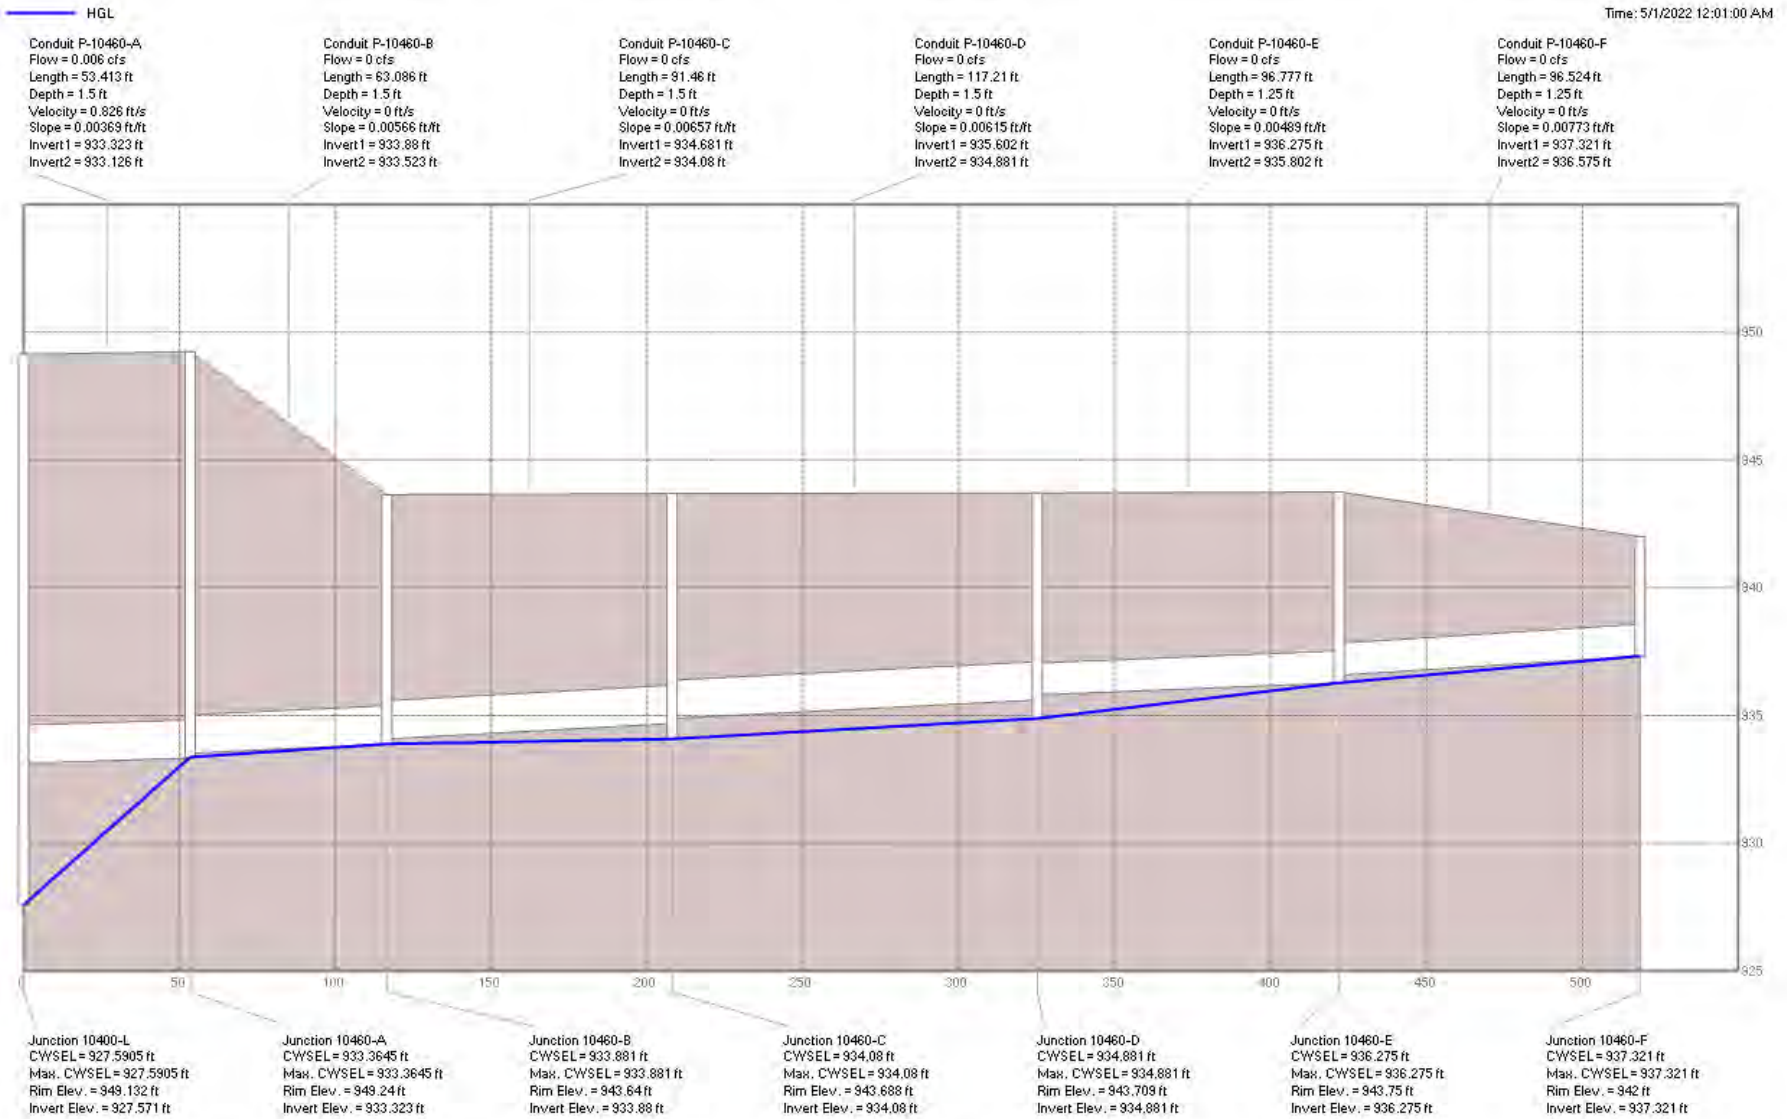 HGL
Time: 5/1/2022 12:01:00 AM
Conduit P-10460-A
Flow = 0.006 cfs
Length = 53.413 ft
Depth = 1.5 ft
Velocity = 0.826 ft/s
Slope = 0.00369 ft/ft
Invert1 = 933.323 ft
Invert2 = 933.126 ft
Conduit P-10460-B
Flow = 0 cfs
Length = 63.086 ft
Depth = 1.5 ft
Velocity = 0 ft/s
Slope = 0.00566 ft/ft
Invert1 = 933.88 ft
Invert2 = 933.523 ft
Conduit P-10460-C
Flow = 0 cfs
Length = 91.46 ft
Depth = 1.5 ft
Velocity = 0 ft/s
Slope = 0.00657 ft/ft
Invert1 = 934.681 ft
Invert2 = 934.08 ft
Conduit P-10460-D
Flow = 0 cfs
Length = 117.21 ft
Depth = 1.5 ft
Velocity = 0 ft/s
Slope = 0.00615 ft/ft
Invert1 = 935.602 ft
Invert2 = 934.881 ft
Conduit P-10460-E
Flow = 0 cfs
Length = 96.777 ft
Depth = 1.25 ft
Velocity = 0 ft/s
Slope = 0.00489 ft/ft
Invert1 = 936.275 ft
Invert2 = 935.802 ft
Conduit P-10460-F
Flow = 0 cfs
Length = 96.524 ft
Depth = 1.25 ft
Velocity = 0 ft/s
Slope = 0.00773 ft/ft
Invert1 = 937.321 ft
Invert2 = 936.575 ft
950
945
940
935
930
925
0 50 100 150 200 250 300 350 400 450 500
Junction 10400-L
CWSEL = 927.5905 ft
Max. CWSEL = 927.5905 ft
Rim Elev. = 949.132 ft
Invert Elev. = 927.571 ft
Junction 10460-A
CWSEL = 933.3645 ft
Max. CWSEL = 933.3645 ft
Rim Elev. = 949.24 ft
Invert Elev. = 933.323 ft
Junction 10460-B
CWSEL = 933.881 ft
Max. CWSEL = 933.881 ft
Rim Elev. = 943.64 ft
Invert Elev. = 933.88 ft
Junction 10460-C
CWSEL = 934.08 ft
Max. CWSEL = 934.08 ft
Rim Elev. = 943.688 ft
Invert Elev. = 934.08 ft
Junction 10460-D
CWSEL = 934.881 ft
Max. CWSEL = 934.881 ft
Rim Elev. = 943.709 ft
Invert Elev. = 934.881 ft
Junction 10460-E
CWSEL = 936.275 ft
Max. CWSEL = 936.275 ft
Rim Elev. = 943.75 ft
Invert Elev. = 936.275 ft
Junction 10460-F
CWSEL = 937.321 ft
Max. CWSEL = 937.321 ft
Rim Elev. = 942 ft
Invert Elev. = 937.321 ft